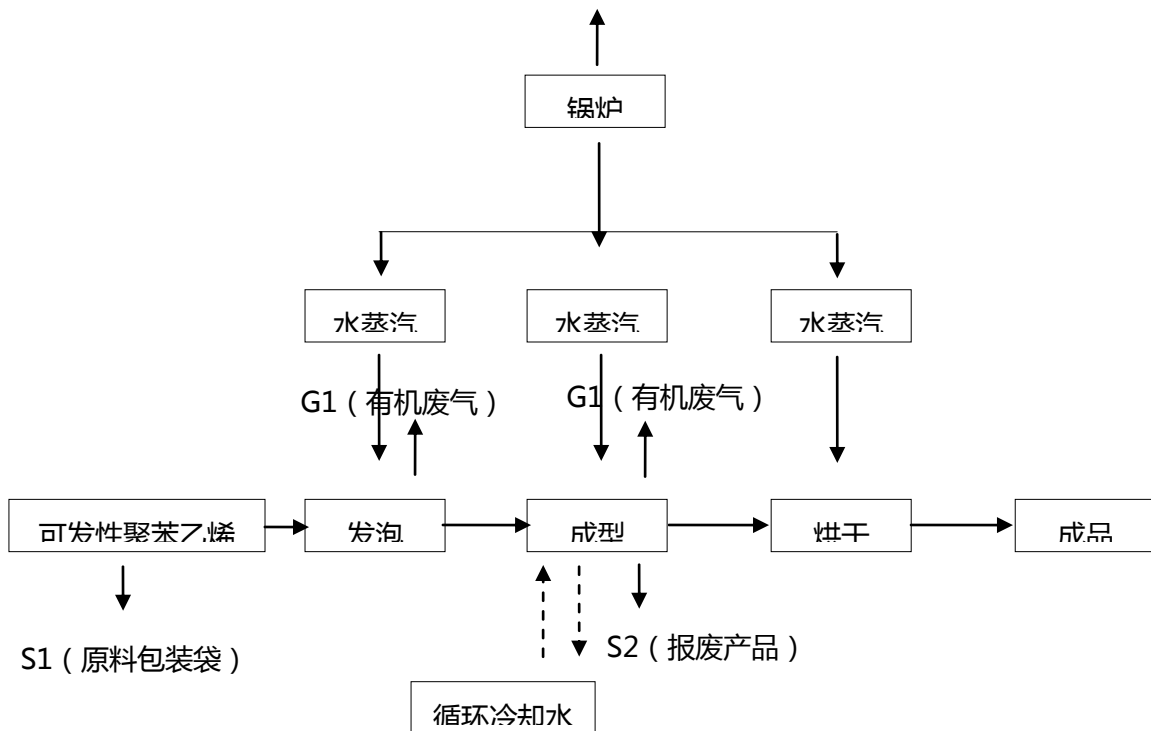 锅炉
水蒸汽
水蒸汽
水蒸汽
G1（有机废气）
G1（有机废气）
可发性聚苯乙烯
发泡
成型
烘干
成品
S1（原料包装袋）
S2（报废产品）
循环冷却水